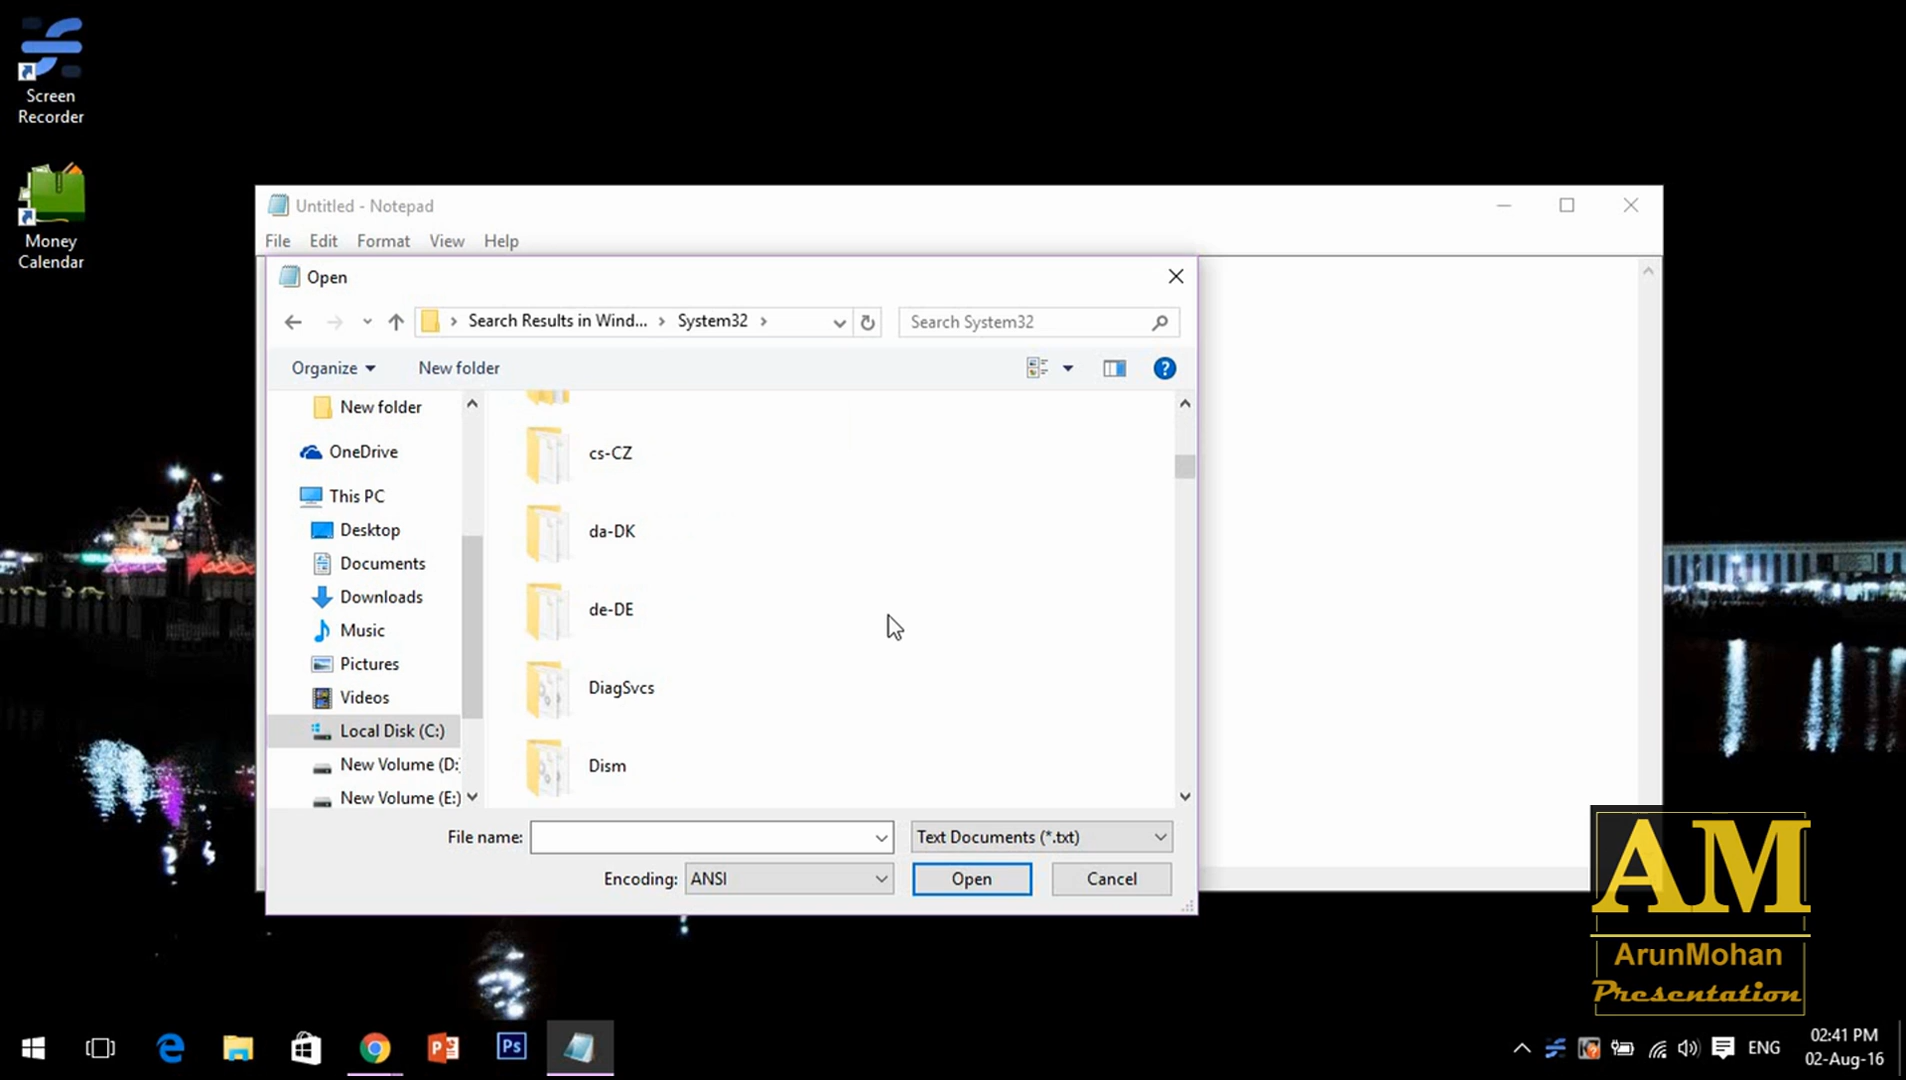 Screen
Recorder
Money
Calendar
Untitled - Notepad
File Edit Format View Help
Open
Search Results in Wind... System32
Search System32
Organize New folder
New folder
OneDrive
This PC
Desktop
Documents
Downloads
Music
Pictures
Videos
Local Disk (C:)
New Volume (D:
New Volume (E:)
cs-CZ
da-DK
de-DE
DiagSvcs
Dism
File name:
Text Documents (*.txt)
Encoding: ANSI
Open Cancel
AM
ArunMohan
Presentation
Ps
ENG
02:41 PM
02-Aug-16